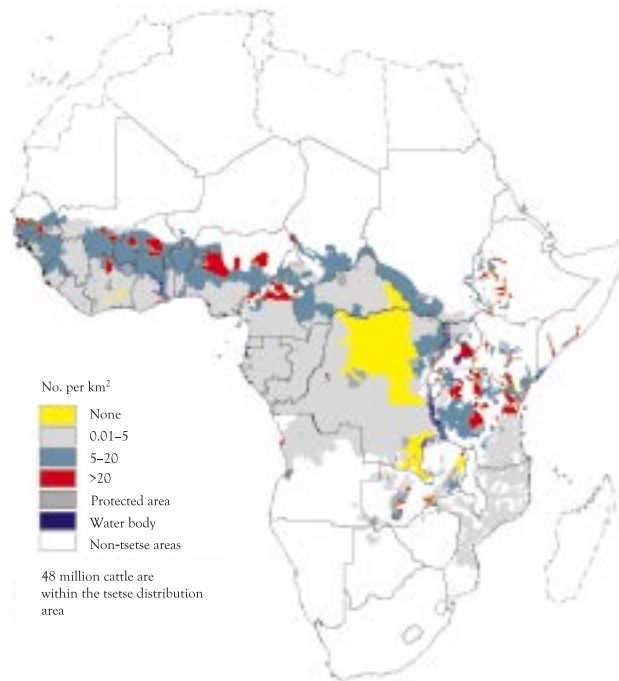 No. per km²
None
0.01–5
5–20
>20
Protected area
Water body
Non-tsetse areas
48 million cattle are
within the tsetse distribution
area